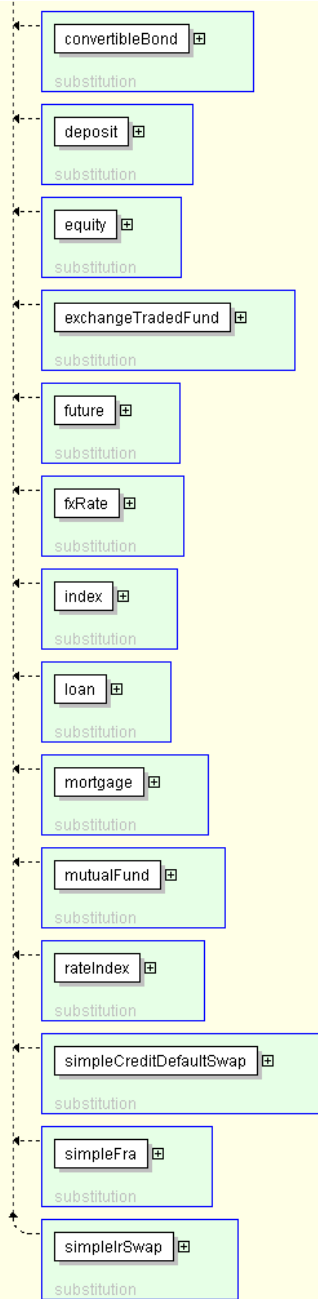 convertibleBond
substitution
deposit
substitution
equity
substitution
exchangeTradedFund
substitution
future
substitution
fxRate
substitution
index
substitution
loan
substitution
mortgage
substitution
mutualFund
substitution
rateIndex
substitution
simpleCreditDefaultSwap
substitution
simpleFra
substitution
simpleIrSwap
substitution